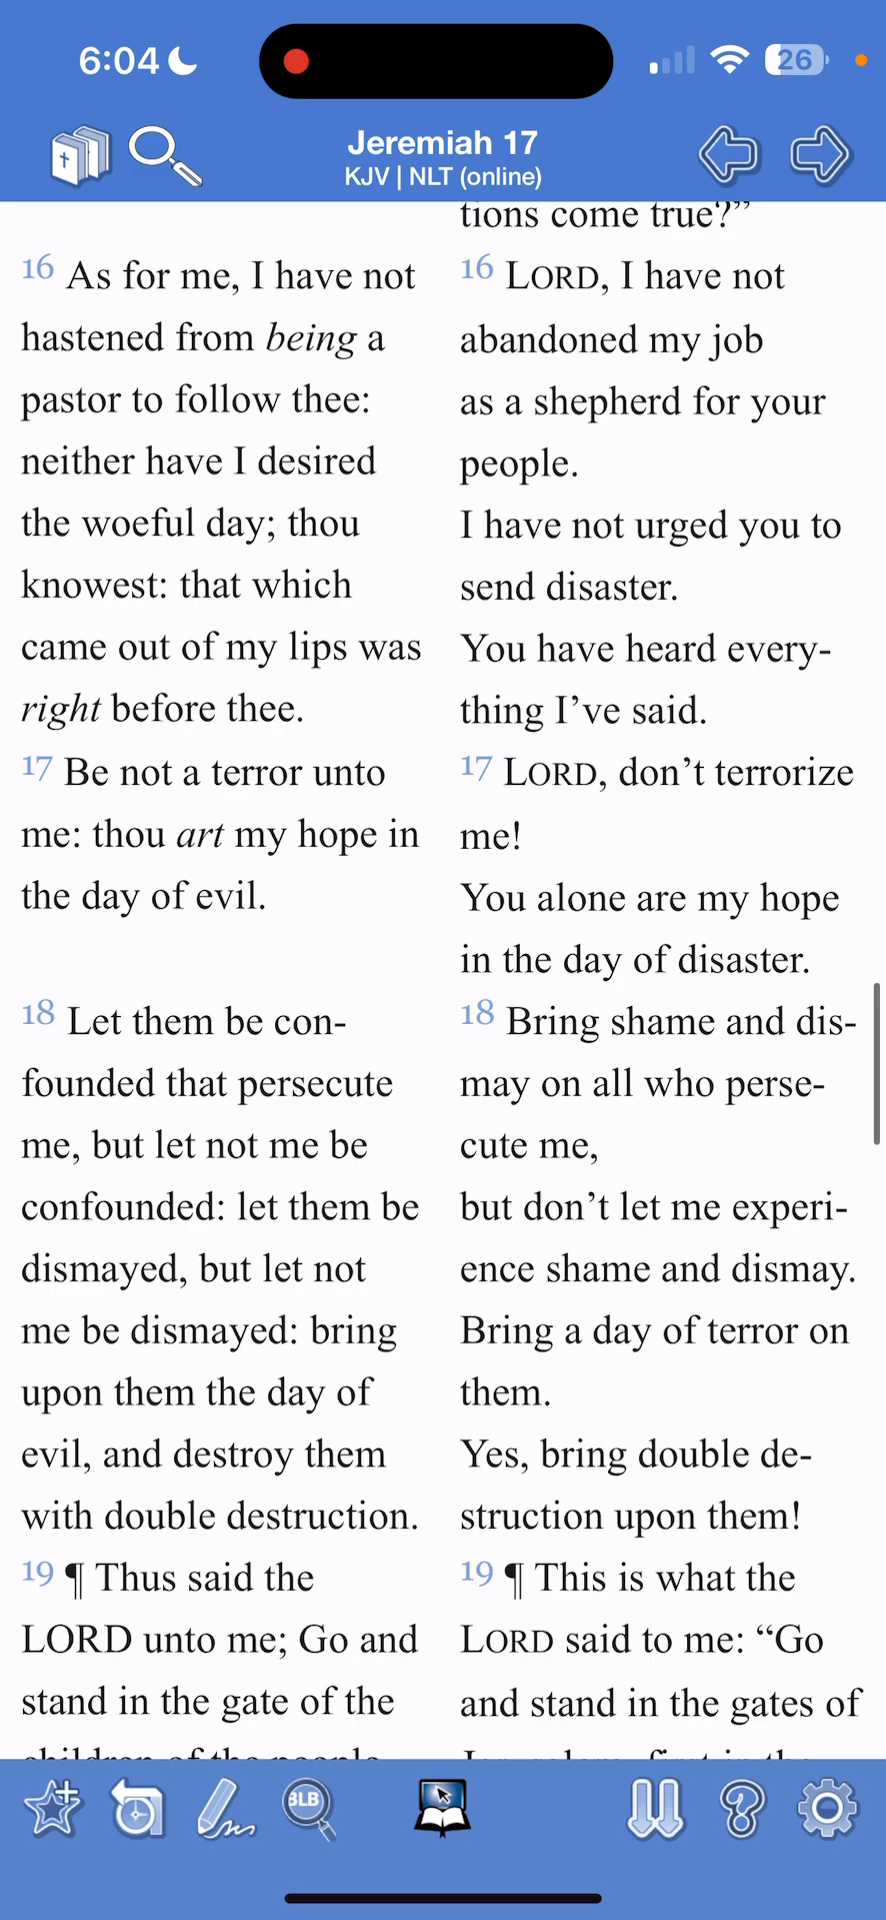 6:04
26
Jeremiah 17
KJV | NLT (online)
16 As for me, I have not
hastened from being a
pastor to follow thee:
neither have I desired
the woeful day; thou
knowest: that which
came out of my lips was
right before thee.
17 Be not a terror unto
me: thou art my hope in
the day of evil.
18 Let them be con-
founded that persecute
me, but let not me be
confounded: let them be
dismayed, but let not
me be dismayed: bring
upon them the day of
evil, and destroy them
with double destruction.
19 ¶ Thus said the
LORD unto me; Go and
stand in the gate of the
children of the people
tions come true?”
16 LORD, I have not
abandoned my job
as a shepherd for your
people.
I have not urged you to
send disaster.
You have heard every-
thing I’ve said.
17 LORD, don’t terrorize
me!
You alone are my hope
in the day of disaster.
18 Bring shame and dis-
may on all who perse-
cute me,
but don’t let me experi-
ence shame and dismay.
Bring a day of terror on
them.
Yes, bring double de-
struction upon them!
19 ¶ This is what the
LORD said to me: “Go
and stand in the gates of
first in the
BLB